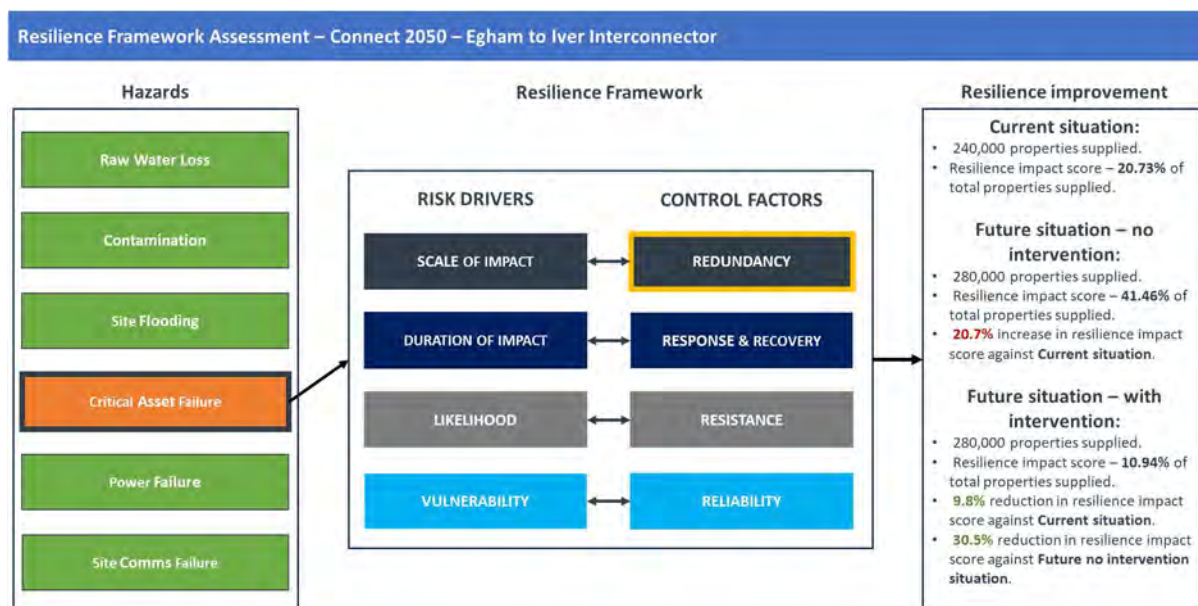 Resilience Framework Assessment – Connect 2050 – Egham to Iver Interconnector
Hazards
Raw Water Loss
Contamination
Site Flooding
Critical Asset Failure
Power Failure
Site Comms Failure
Resilience Framework
RISK DRIVERS
CONTROL FACTORS
SCALE OF IMPACT
REDUNDANCY
DURATION OF IMPACT
RESPONSE & RECOVERY
LIKELIHOOD
RESISTANCE
VULNERABILITY
RELIABILITY
Resilience improvement
Current situation:
• 240,000 properties supplied.
• Resilience impact score – 20.73% of
total properties supplied.
Future situation – no
intervention:
• 280,000 properties supplied.
• Resilience impact score – 41.46% of
total properties supplied.
• 20.7% increase in resilience impact
score against Current situation.
Future situation – with
intervention:
• 280,000 properties supplied.
• Resilience impact score – 10.94% of
total properties supplied.
• 9.8% reduction in resilience impact
score against Current situation.
• 30.5% reduction in resilience impact
score against Future no intervention
situation.